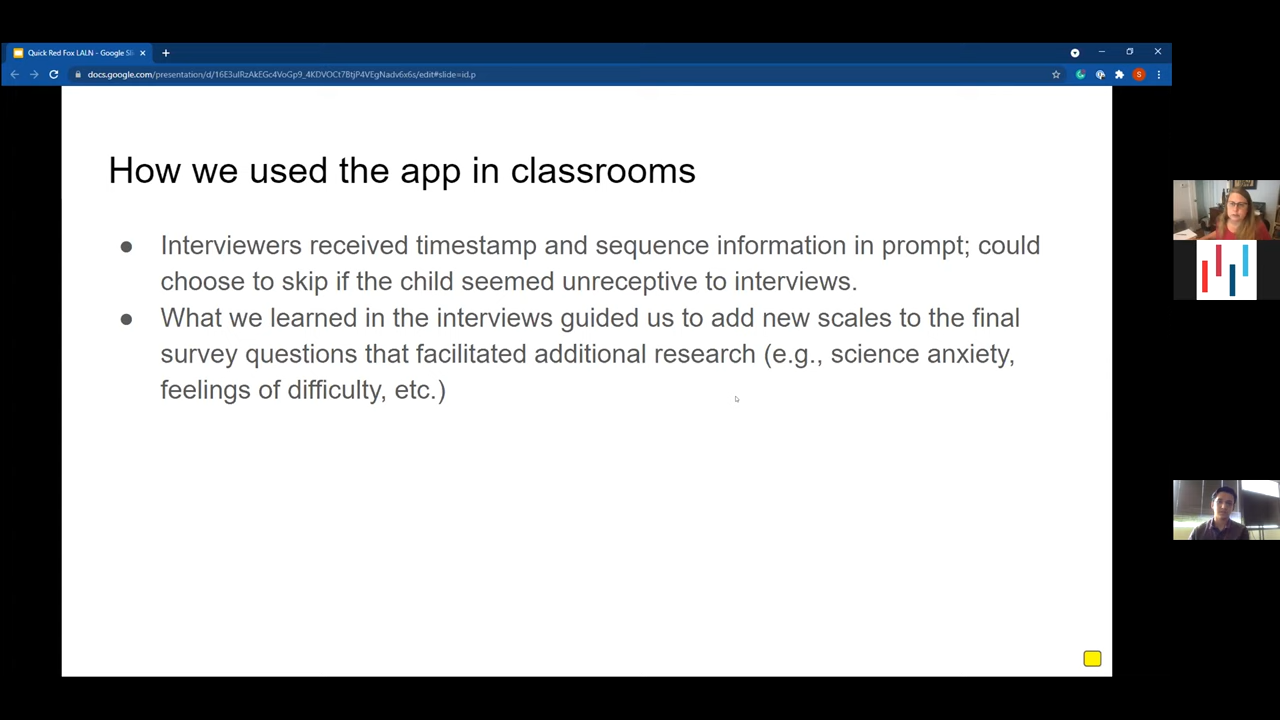 Quick Red Fox LALN - Google Sli
docs.google.com/presentation/d/16E3ulRzAkEGc4VoGp9_4KDVOCt7BtjP4VEgNadv6x6s/edit#slide=id.p
S
How we used the app in classrooms
● Interviewers received timestamp and sequence information in prompt; could
choose to skip if the child seemed unreceptive to interviews.
● What we learned in the interviews guided us to add new scales to the final
survey questions that facilitated additional research (e.g., science anxiety,
feelings of difficulty, etc.)